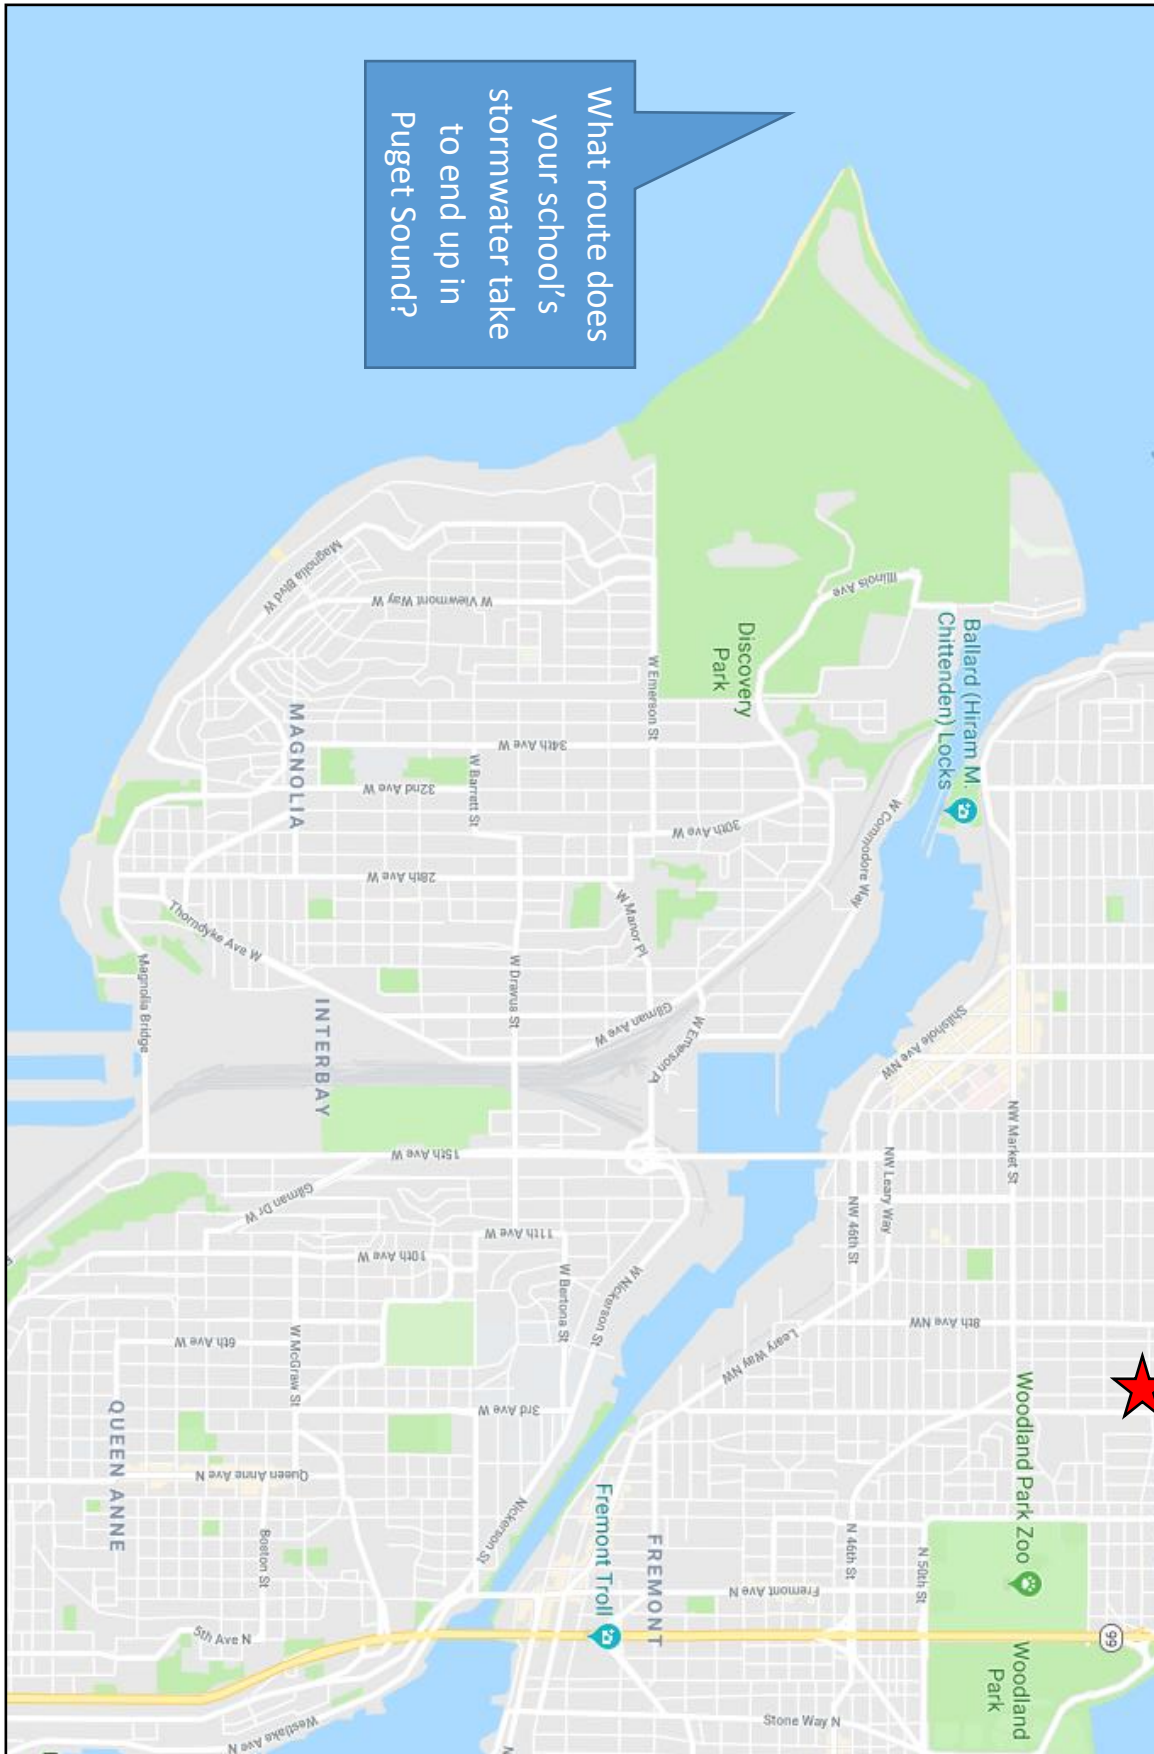 What route does
your school's
stormwater take
to end up in
Puget Sound?
Ballard (Hiram M.
Chittenden) Locks
Discovery
Park
Illinois Ave
W Emerson St
W Viewmont Way W
Magnolia Blvd W
MAGNOLIA
34th Ave W
32nd Ave W
W Barrett St
30th Ave W
28th Ave W
W Commodore Way
W Manor Pl
Thorndyke Ave W
W Dravus St
Gilman Ave W
W Emerson Pl
Magnolia Bridge
INTERBAY
Shilshole Ave NW
NW Market St
NW Leary Way
NW 46th St
15th Ave W
Gilman Dr W
11th Ave W
10th Ave W
W Bertona St
W Nickerson St
8th Ave NW
Leary Way NW
6th Ave W
W McGraw St
3rd Ave W
QUEEN ANNE
Queen Anne Ave N
Boston St
Nickerson St
5th Ave N
Westlake Ave N
Woodland Park Zoo
Fremont Troll
FREMONT
N 46th St
N 50th St
Fremont Ave N
99
Woodland
Park
Stone Way N